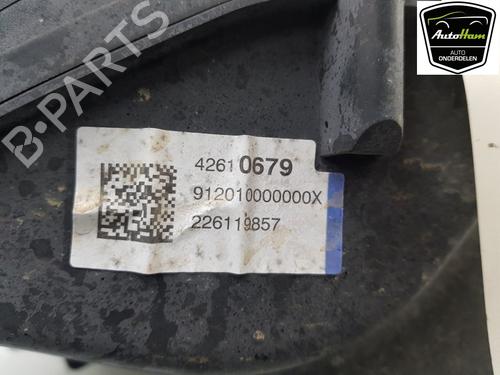 AutoHam
AUTO
ONDERDELEN
B-PARTS
42610679
912010000000X
226119857